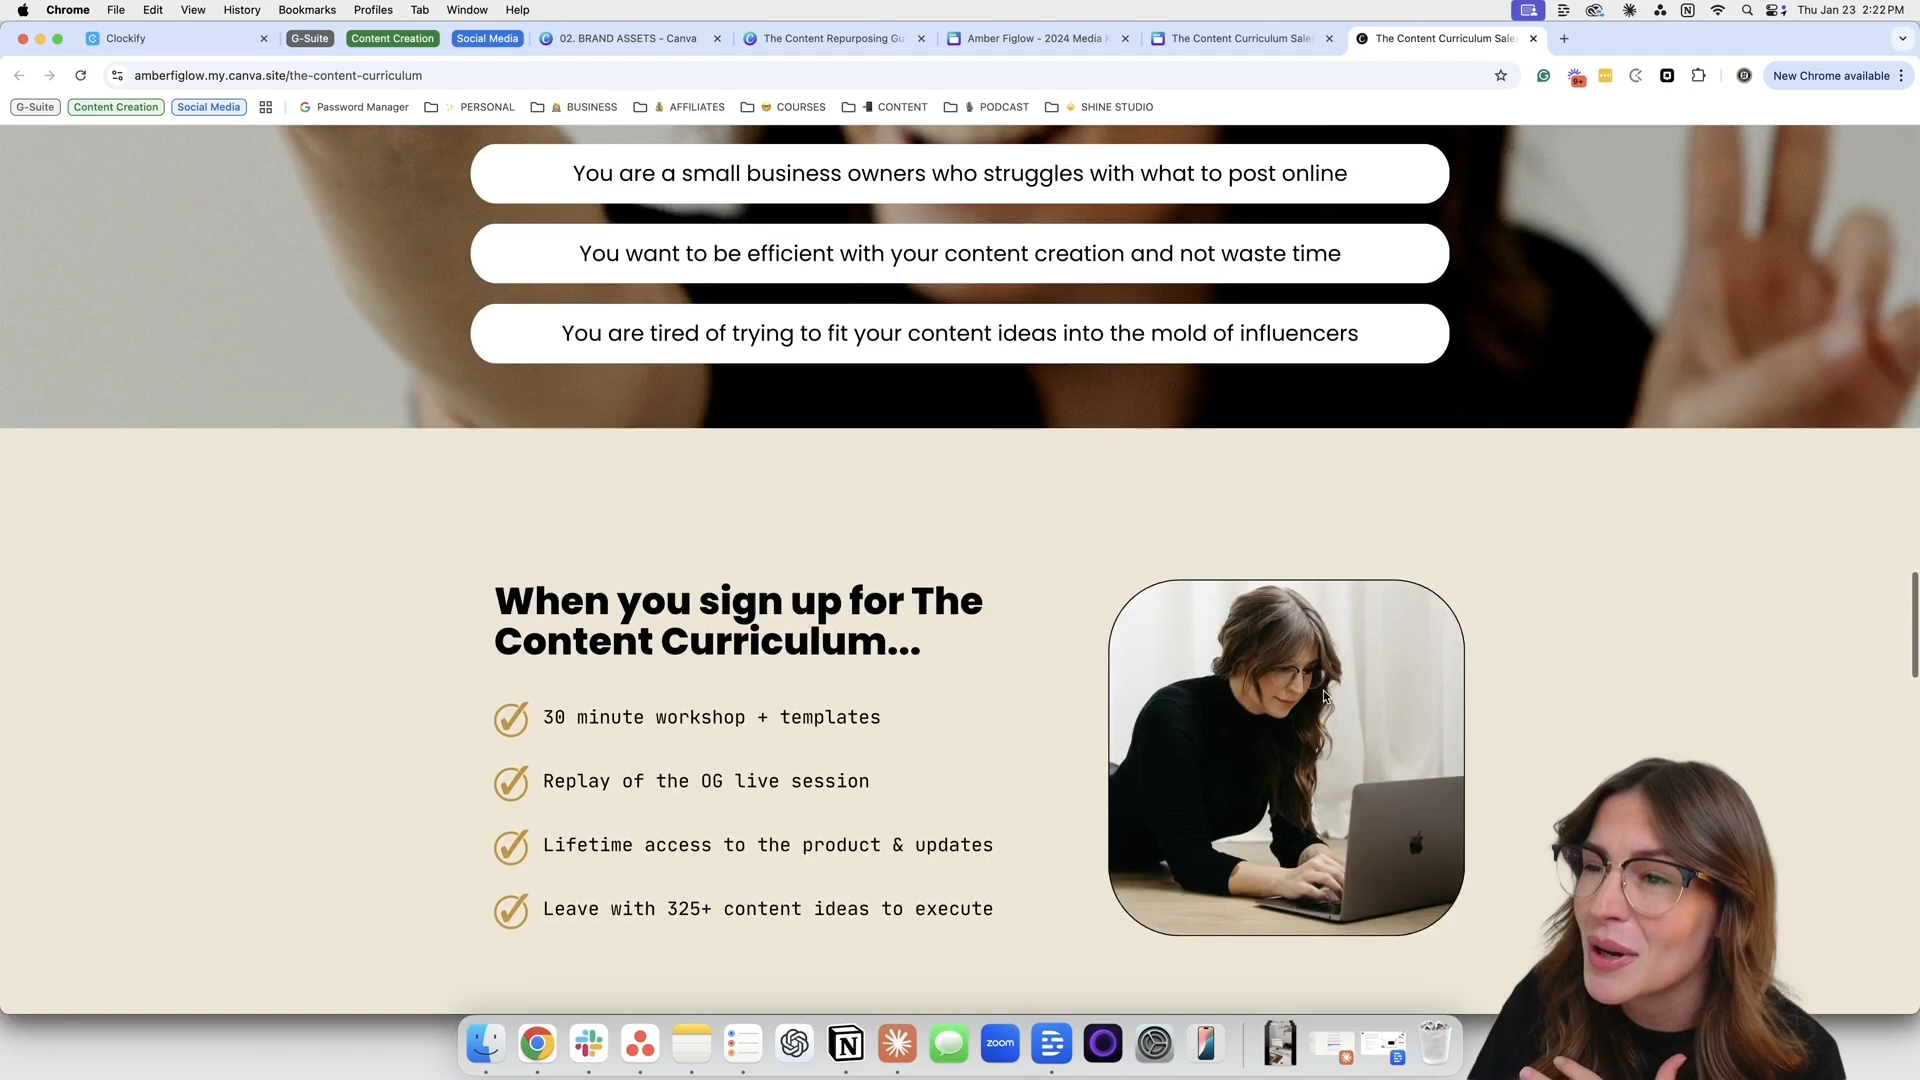 Chrome File Edit View History Bookmarks Profiles Tab Window Help
Thu Jan 23 2:22 PM
Clockify
G-Suite
Content Creation
Social Media
02. BRAND ASSETS - Canva
The Content Repurposing Gu
Amber Figlow - 2024 Media
The Content Curriculum Sale
The Content Curriculum Sale
amberfiglow.my.canva.site/the-content-curriculum
9+
New Chrome available
G-Suite
Content Creation
Social Media
Password Manager
PERSONAL
BUSINESS
AFFILIATES
COURSES
CONTENT
PODCAST
SHINE STUDIO
You are a small business owners who struggles with what to post online
You want to be efficient with your content creation and not waste time
You are tired of trying to fit your content ideas into the mold of influencers
When you sign up for The
Content Curriculum...
30 minute workshop + templates
Replay of the OG live session
Lifetime access to the product & updates
Leave with 325+ content ideas to execute
zoom